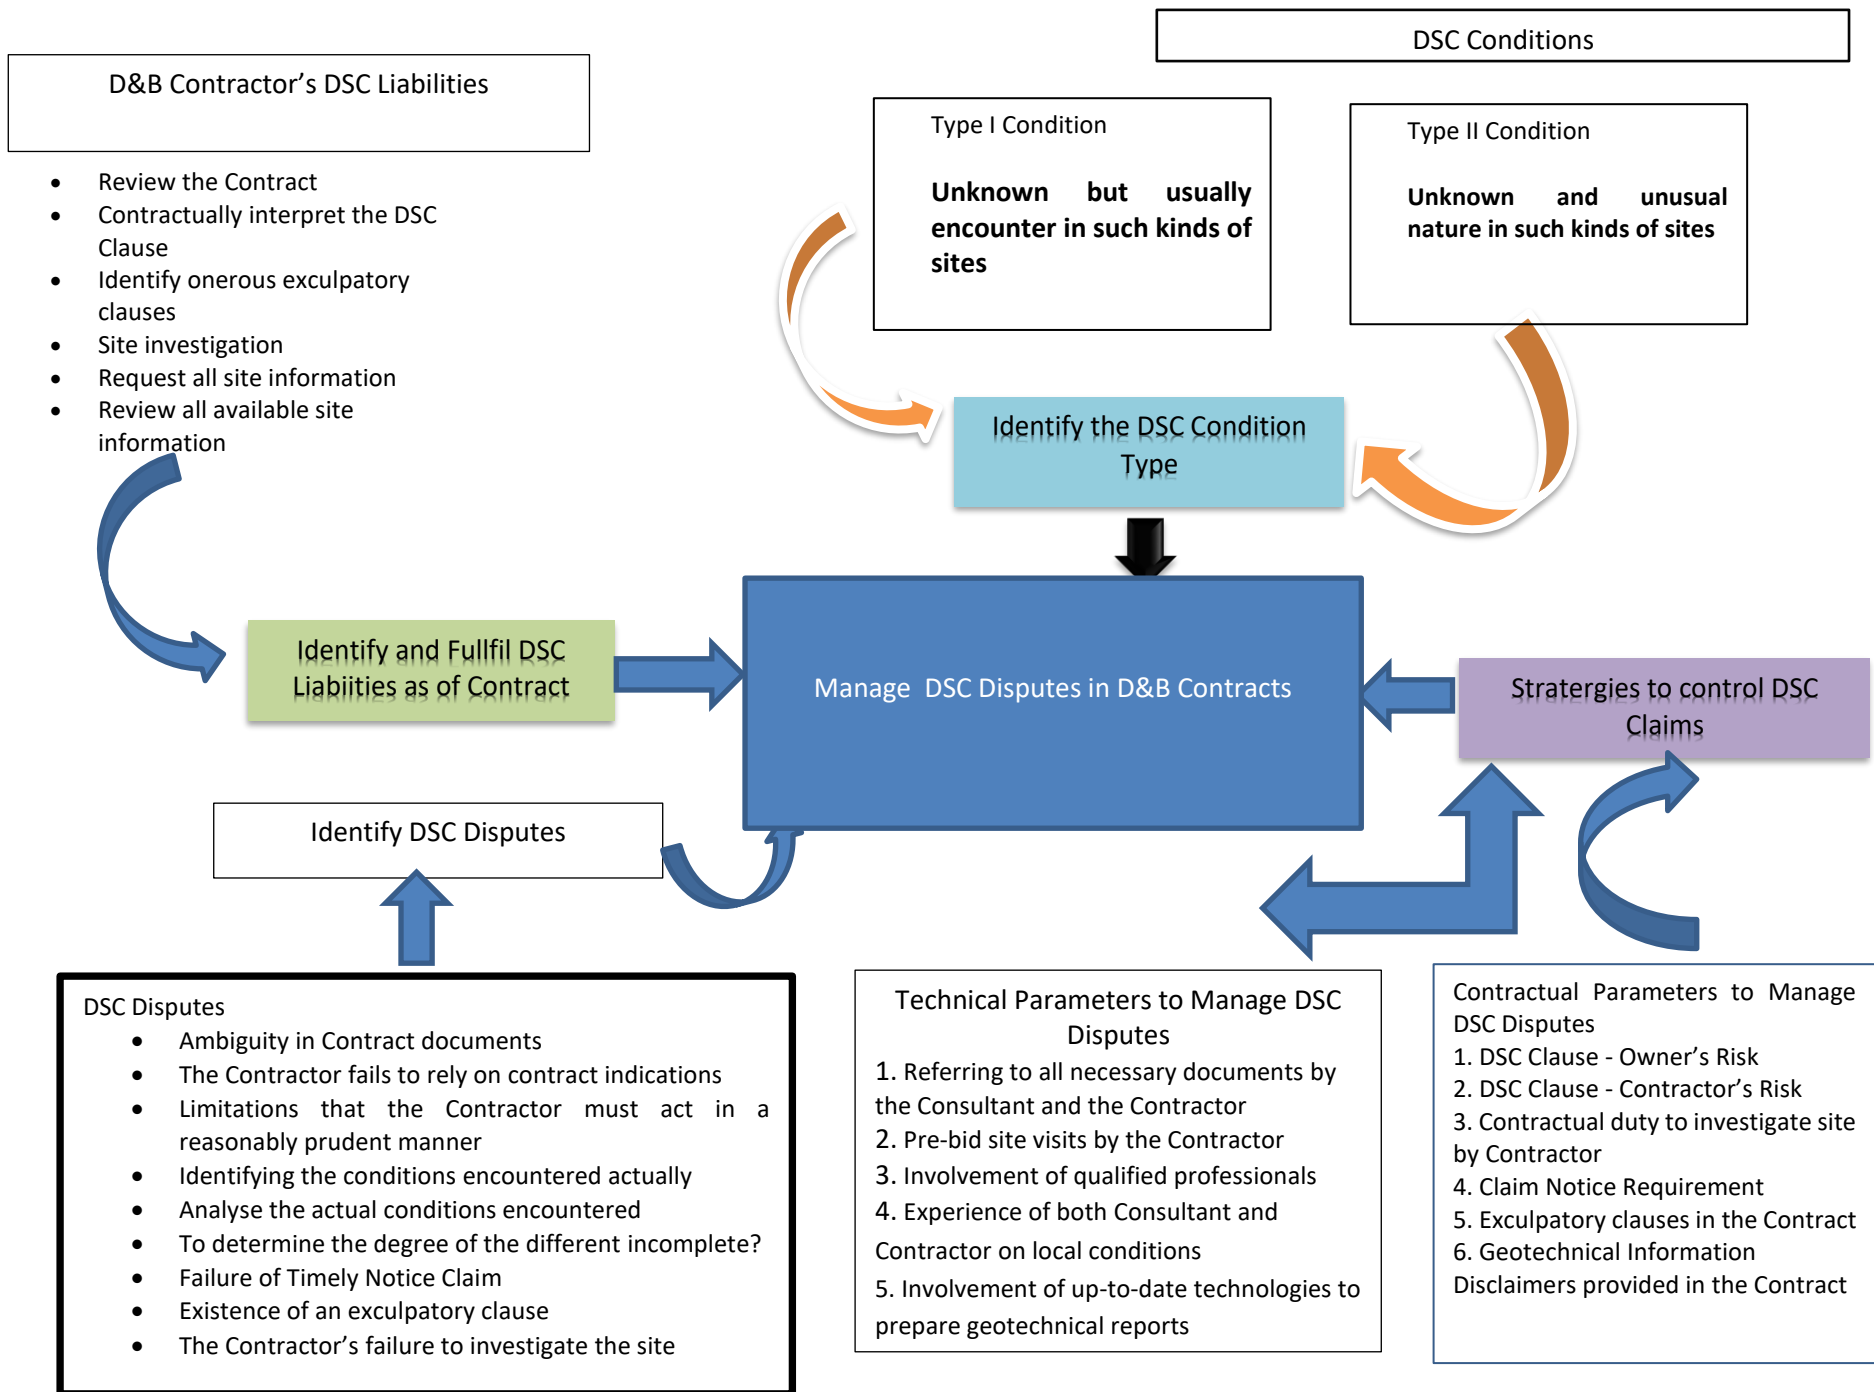 DSC Conditions
D&B Contractor’s DSC Liabilities
• Review the Contract
• Contractually interpret the DSC
Clause
• Identify onerous exculpatory
clauses
• Site investigation
• Request all site information
• Review all available site
information
Type I Condition
Unknown but usually
encounter in such kinds of
sites
Type II Condition
Unknown and unusual
nature in such kinds of sites
Identify the DSC Condition
Type
Identify and Fullfil DSC
Liabiities as of Contract
Manage DSC Disputes in D&B Contracts
Stratergies to control DSC
Claims
Identify DSC Disputes
DSC Disputes
• Ambiguity in Contract documents
• The Contractor fails to rely on contract indications
• Limitations that the Contractor must act in a
reasonably prudent manner
• Identifying the conditions encountered actually
• Analyse the actual conditions encountered
• To determine the degree of the different incomplete?
• Failure of Timely Notice Claim
• Existence of an exculpatory clause
• The Contractor’s failure to investigate the site
Technical Parameters to Manage DSC
Disputes
1. Referring to all necessary documents by
the Consultant and the Contractor
2. Pre-bid site visits by the Contractor
3. Involvement of qualified professionals
4. Experience of both Consultant and
Contractor on local conditions
5. Involvement of up-to-date technologies to
prepare geotechnical reports
Contractual Parameters to Manage
DSC Disputes
1. DSC Clause - Owner’s Risk
2. DSC Clause - Contractor’s Risk
3. Contractual duty to investigate site
by Contractor
4. Claim Notice Requirement
5. Exculpatory clauses in the Contract
6. Geotechnical Information
Disclaimers provided in the Contract